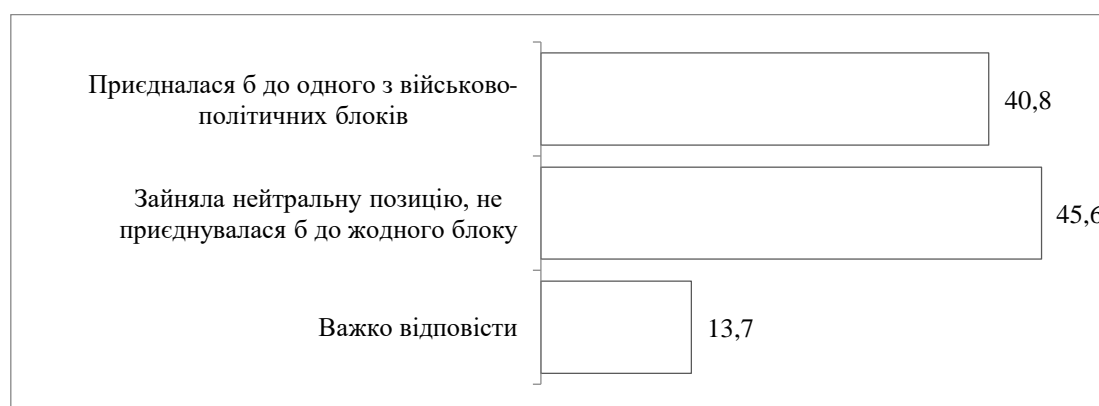 Приєдналася б до одного з військово-
політичних блоків
40,8
Зайняла нейтральну позицію, не
приєднувалася б до жодного блоку
45,6
Важко відповісти
13,7